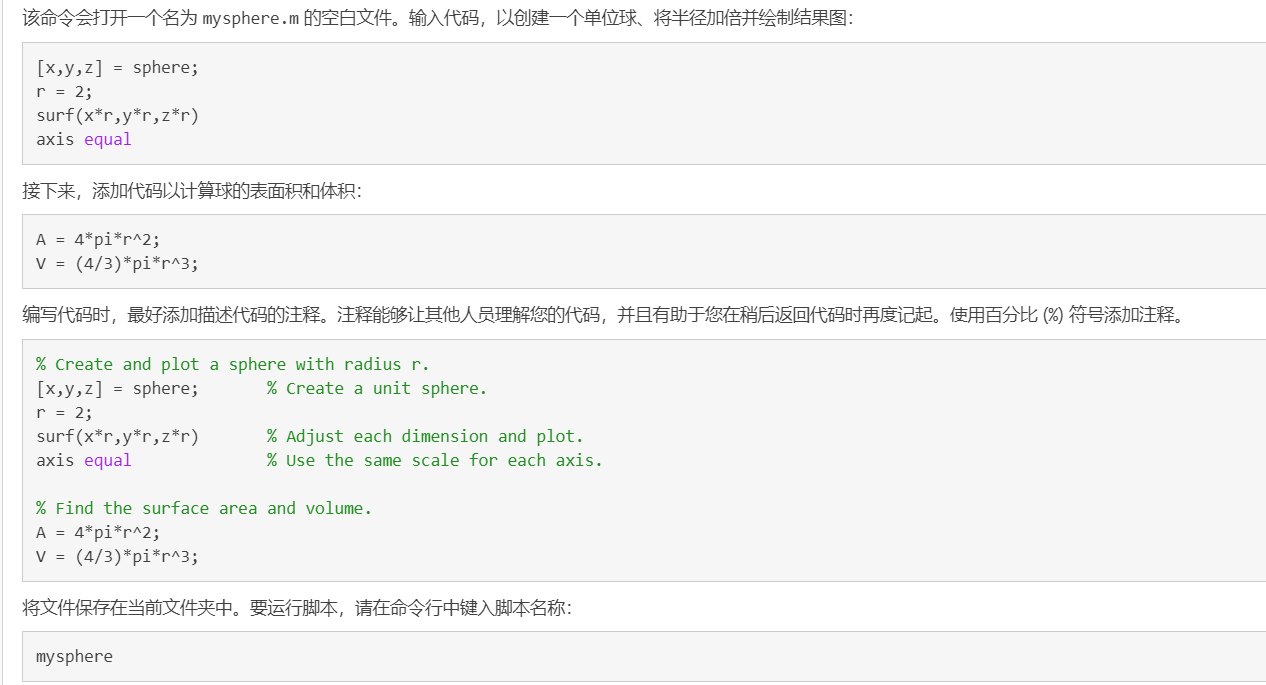 该命令会打开一个名为 mysphere.m 的空白文件。输入代码，以创建一个单位球、将半径加倍并绘制结果图：
[x,y,z] = sphere;
r = 2;
surf(x*r,y*r,z*r)
axis equal
接下来，添加代码以计算球的表面积和体积：
A = 4*pi*r^2;
V = (4/3)*pi*r^3;
编写代码时，最好添加描述代码的注释。注释能够让其他人员理解您的代码，并且有助于您在稍后返回代码时再度记起。使用百分比 (%) 符号添加注释。
% Create and plot a sphere with radius r.
[x,y,z] = sphere;       % Create a unit sphere.
r = 2;
surf(x*r,y*r,z*r)       % Adjust each dimension and plot.
axis equal              % Use the same scale for each axis.
% Find the surface area and volume.
A = 4*pi*r^2;
V = (4/3)*pi*r^3;
将文件保存在当前文件夹中。要运行脚本，请在命令行中键入脚本名称：
mysphere